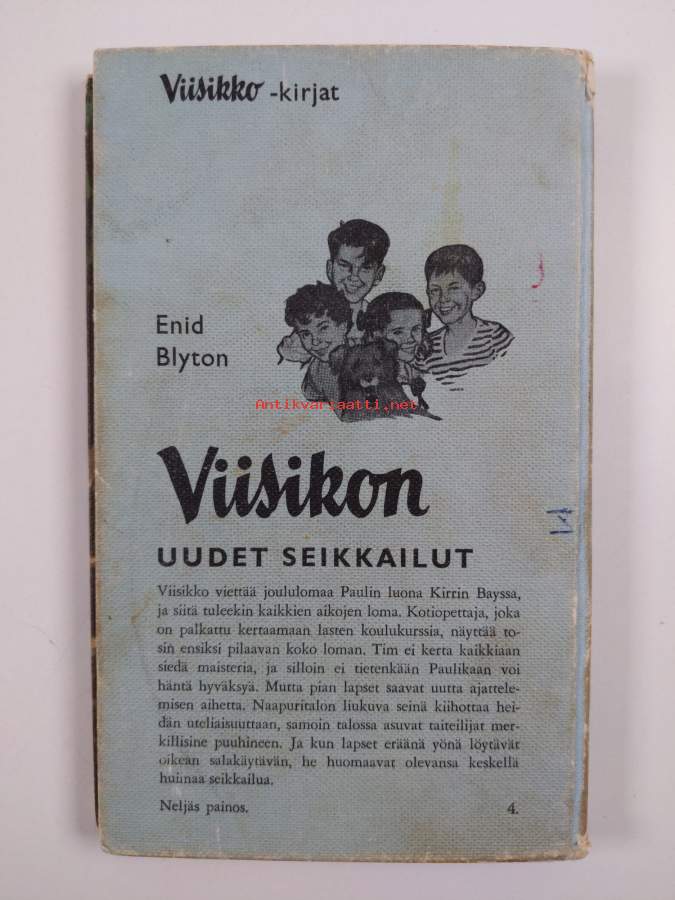 Viisikko -kirjat
Enid
Blyton
Antikvariaatti.net
Viisikon
UUDET SEIKKAILUT
Viisikko viettää joululomaa Paulin luona Kirrin Bayssa,
ja siitä tuleekin kaikkien aikojen loma. Kotiopettaja, joka
on palkattu kertaamaan lasten koulukurssia, näyttää to-
sin ensiksi pilaavan koko loman. Tim ei kerta kaikkiaan
siedä maisteria, ja silloin ei tietenkään Paulikaan voi
häntä hyväksyä. Mutta pian lapset saavat uutta ajattele-
misen aihetta. Naapuritalon liukuva seinä kiihottaa hei-
dän uteliaisuuttaan, samoin talossa asuvat taiteilijat mer-
killisine puuhineen. Ja kun lapset eräänä yönä löytävät
oikean salakäytävän, he huomaavat olevansa keskellä
huimaa seikkailua.
Neljäs painos. 4.